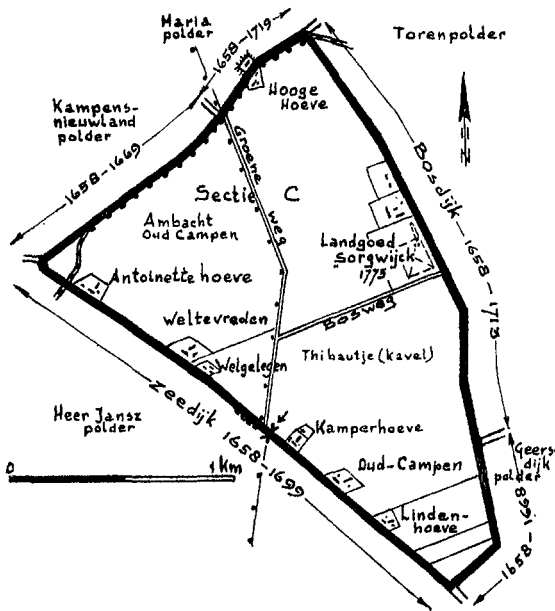 Maria
polder
1658-1719
Torenpolder
Hooge
Hoeve
Kampens-
nieuwland
polder
1658-1669
Groene
weg
Sectie C
Bosdijk-1658-1713
Ambacht
Oud Campen
Landgoed
Sorgwijck
1775
Antoinette hoeve
Weltevreden
Bosweg
Welgelegen
Thibautje (kavel)
Zeedijk 1658-1699
Heer Jansz
polder
Kamperhoeve
Geers-
dijk
polder
Oud-Campen
0 1 Km
Linden-
hoeve
1658-1668